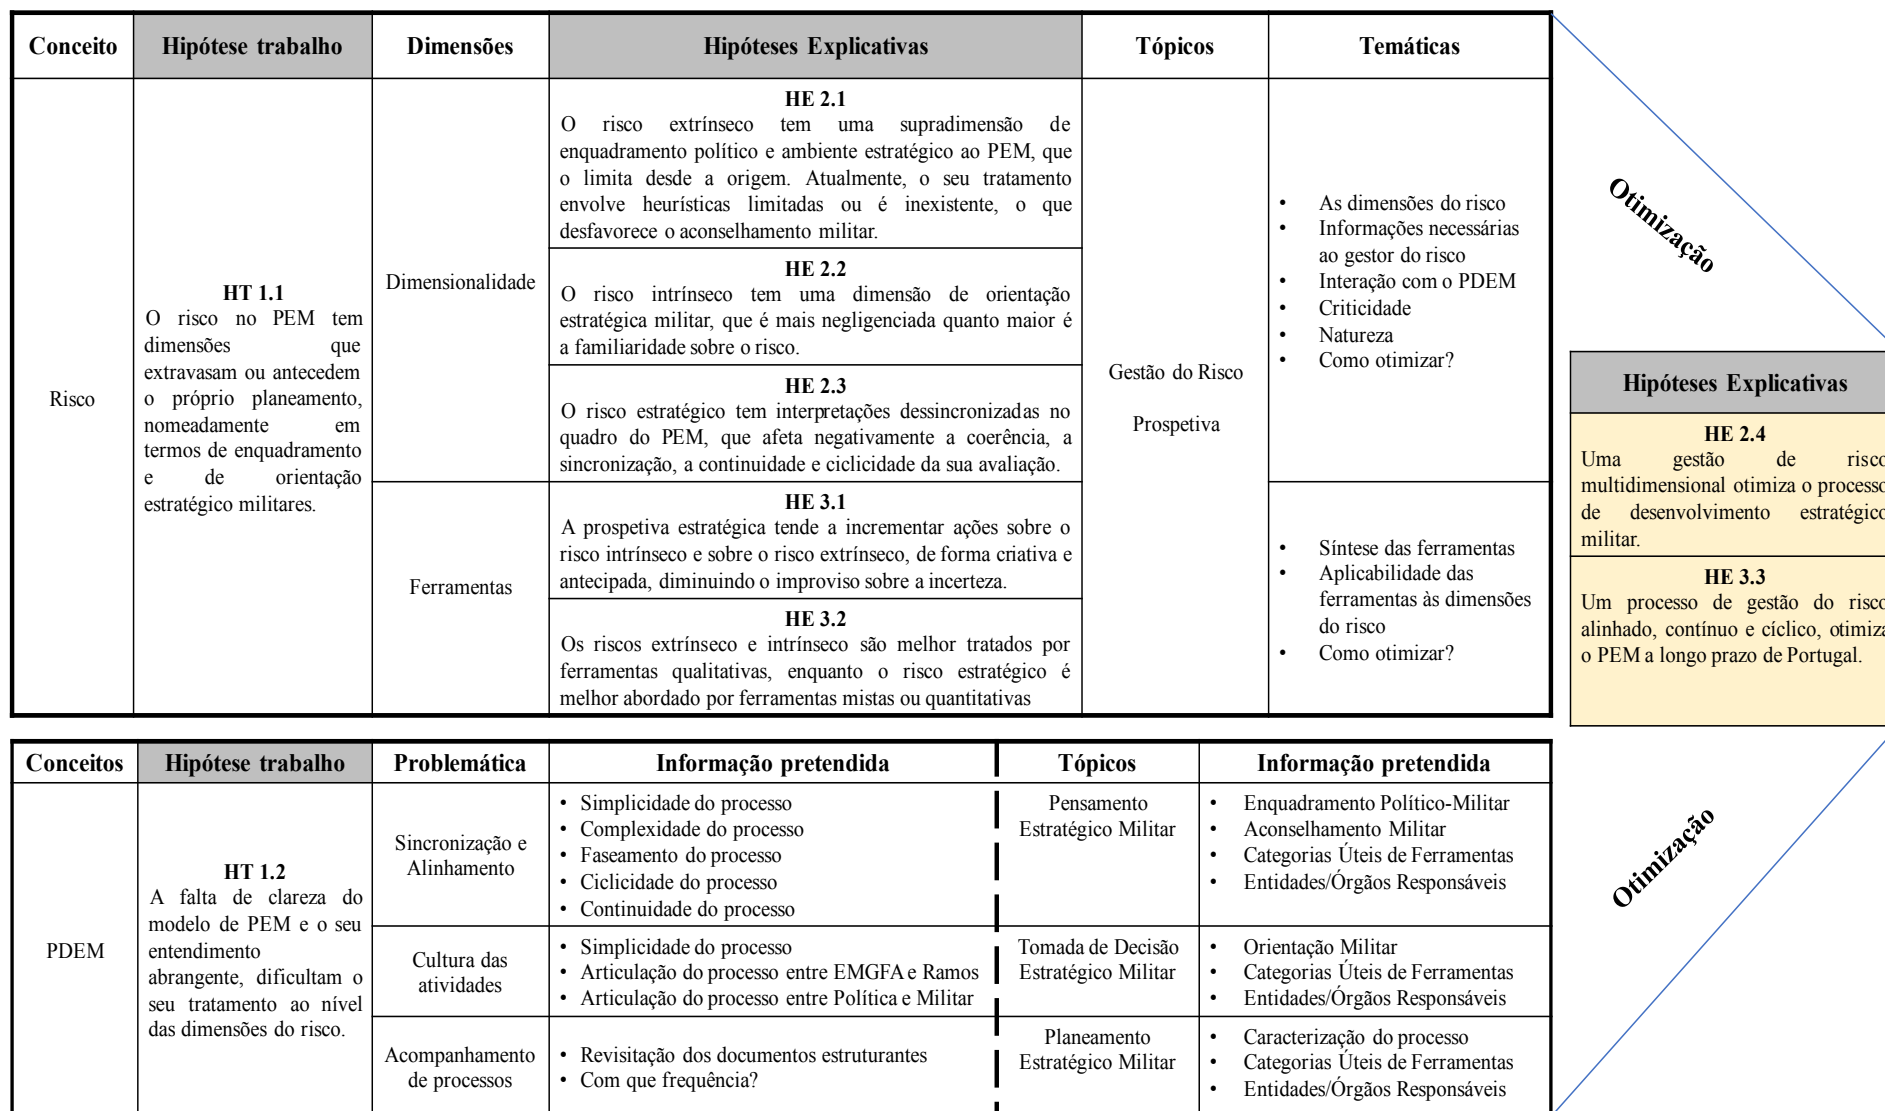 Conceito
Hipótese trabalho
Dimensões
Hipóteses Explicativas
Tópicos
Temáticas
Risco
HT 1.1
O risco no PEM tem
dimensões que
extravasam ou antecedem
o próprio planeamento,
nomeadamente em
termos de enquadramento
e de orientação
estratégico militares.
Dimensionalidade
HE 2.1
O risco extrínseco tem uma supradimensão de
enquadramento político e ambiente estratégico ao PEM, que
o limita desde a origem. Atualmente, o seu tratamento
envolve heurísticas limitadas ou é inexistente, o que
desfavorece o aconselhamento militar.
HE 2.2
O risco intrínseco tem uma dimensão de orientação
estratégica militar, que é mais negligenciada quanto maior é
a familiaridade sobre o risco.
HE 2.3
O risco estratégico tem interpretações dessincronizadas no
quadro do PEM, que afeta negativamente a coerência, a
sincronização, a continuidade e ciclicidade da sua avaliação.
Ferramentas
HE 3.1
A prospetiva estratégica tende a incrementar ações sobre o
risco intrínseco e sobre o risco extrínseco, de forma criativa e
antecipada, diminuindo o improviso sobre a incerteza.
HE 3.2
Os riscos extrínseco e intrínseco são melhor tratados por
ferramentas qualitativas, enquanto o risco estratégico é
melhor abordado por ferramentas mistas ou quantitativas
Gestão do Risco
Prospetiva
• As dimensões do risco
• Informações necessárias
ao gestor do risco
• Interação com o PDEM
• Criticidade
• Natureza
• Como otimizar?
• Síntese das ferramentas
• Aplicabilidade das
ferramentas às dimensões
do risco
• Como otimizar?
Otimização
Hipóteses Explicativas
HE 2.4
Uma gestão de risco
multidimensional otimiza o processo
de desenvolvimento estratégico
militar.
HE 3.3
Um processo de gestão do risco
alinhado, contínuo e cíclico, otimiza
o PEM a longo prazo de Portugal.
Otimização
Conceitos
Hipótese trabalho
Problemática
Informação pretendida
Tópicos
Informação pretendida
PDEM
HT 1.2
A falta de clareza do
modelo de PEM e o seu
entendimento
abrangente, dificultam o
seu tratamento ao nível
das dimensões do risco.
Sincronização e
Alinhamento
• Simplicidade do processo
• Complexidade do processo
• Faseamento do processo
• Ciclicidade do processo
• Continuidade do processo
Pensamento
Estratégico Militar
• Enquadramento Político-Militar
• Aconselhamento Militar
• Categorias Úteis de Ferramentas
• Entidades/Órgãos Responsáveis
Cultura das
atividades
• Simplicidade do processo
• Articulação do processo entre EMGFA e Ramos
• Articulação do processo entre Política e Militar
Tomada de Decisão
Estratégico Militar
• Orientação Militar
• Categorias Úteis de Ferramentas
• Entidades/Órgãos Responsáveis
Acompanhamento
de processos
• Revisitação dos documentos estruturantes
• Com que frequência?
Planeamento
Estratégico Militar
• Caracterização do processo
• Categorias Úteis de Ferramentas
• Entidades/Órgãos Responsáveis